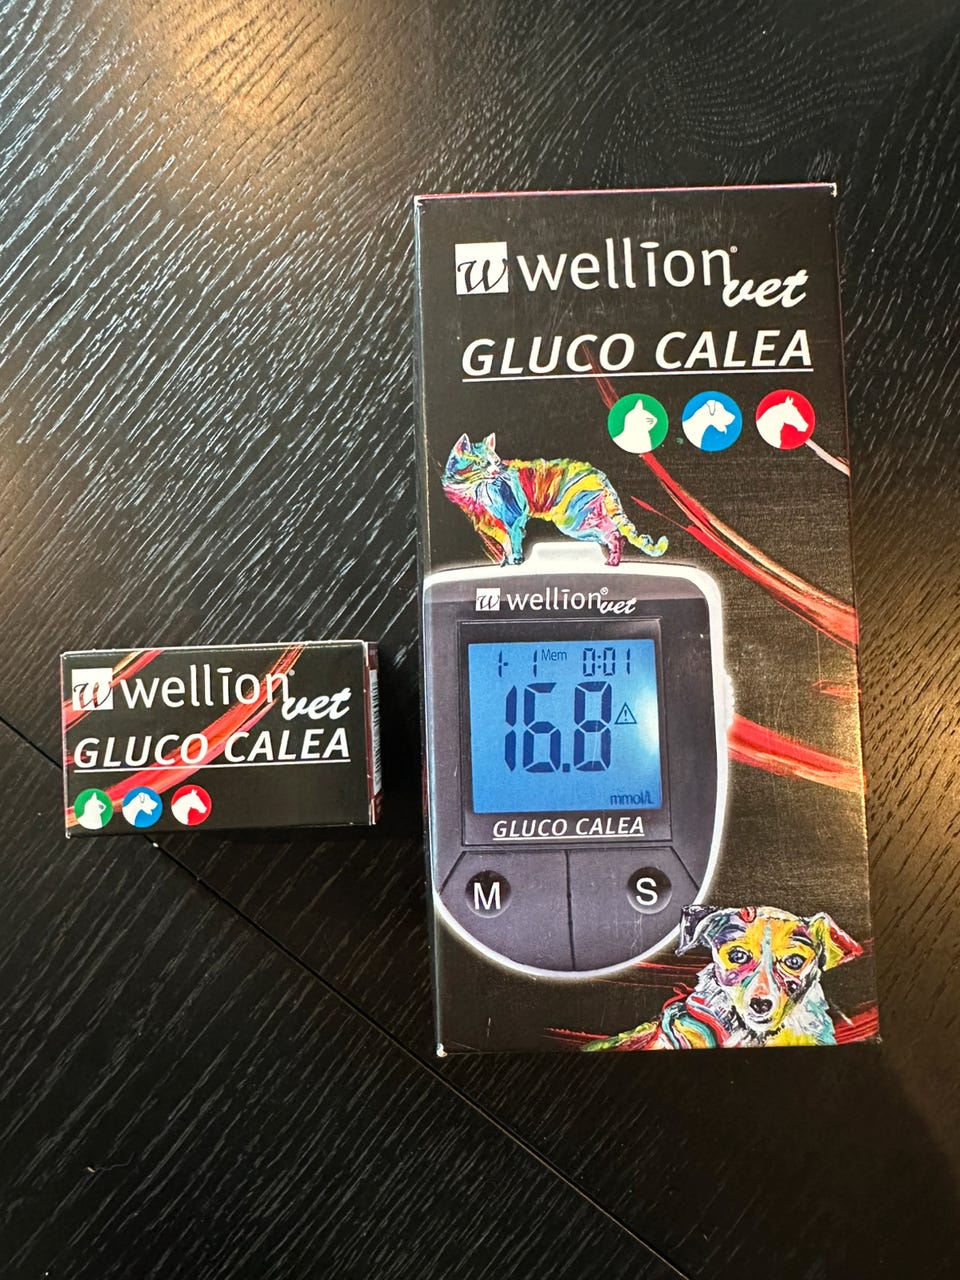 w wellion® vet
GLUCO CALEA
w wellion® vet
1- 1 Mem 0:01
16.8
mmol/L
GLUCO CALEA
M S
w wellion® vet
GLUCO CALEA